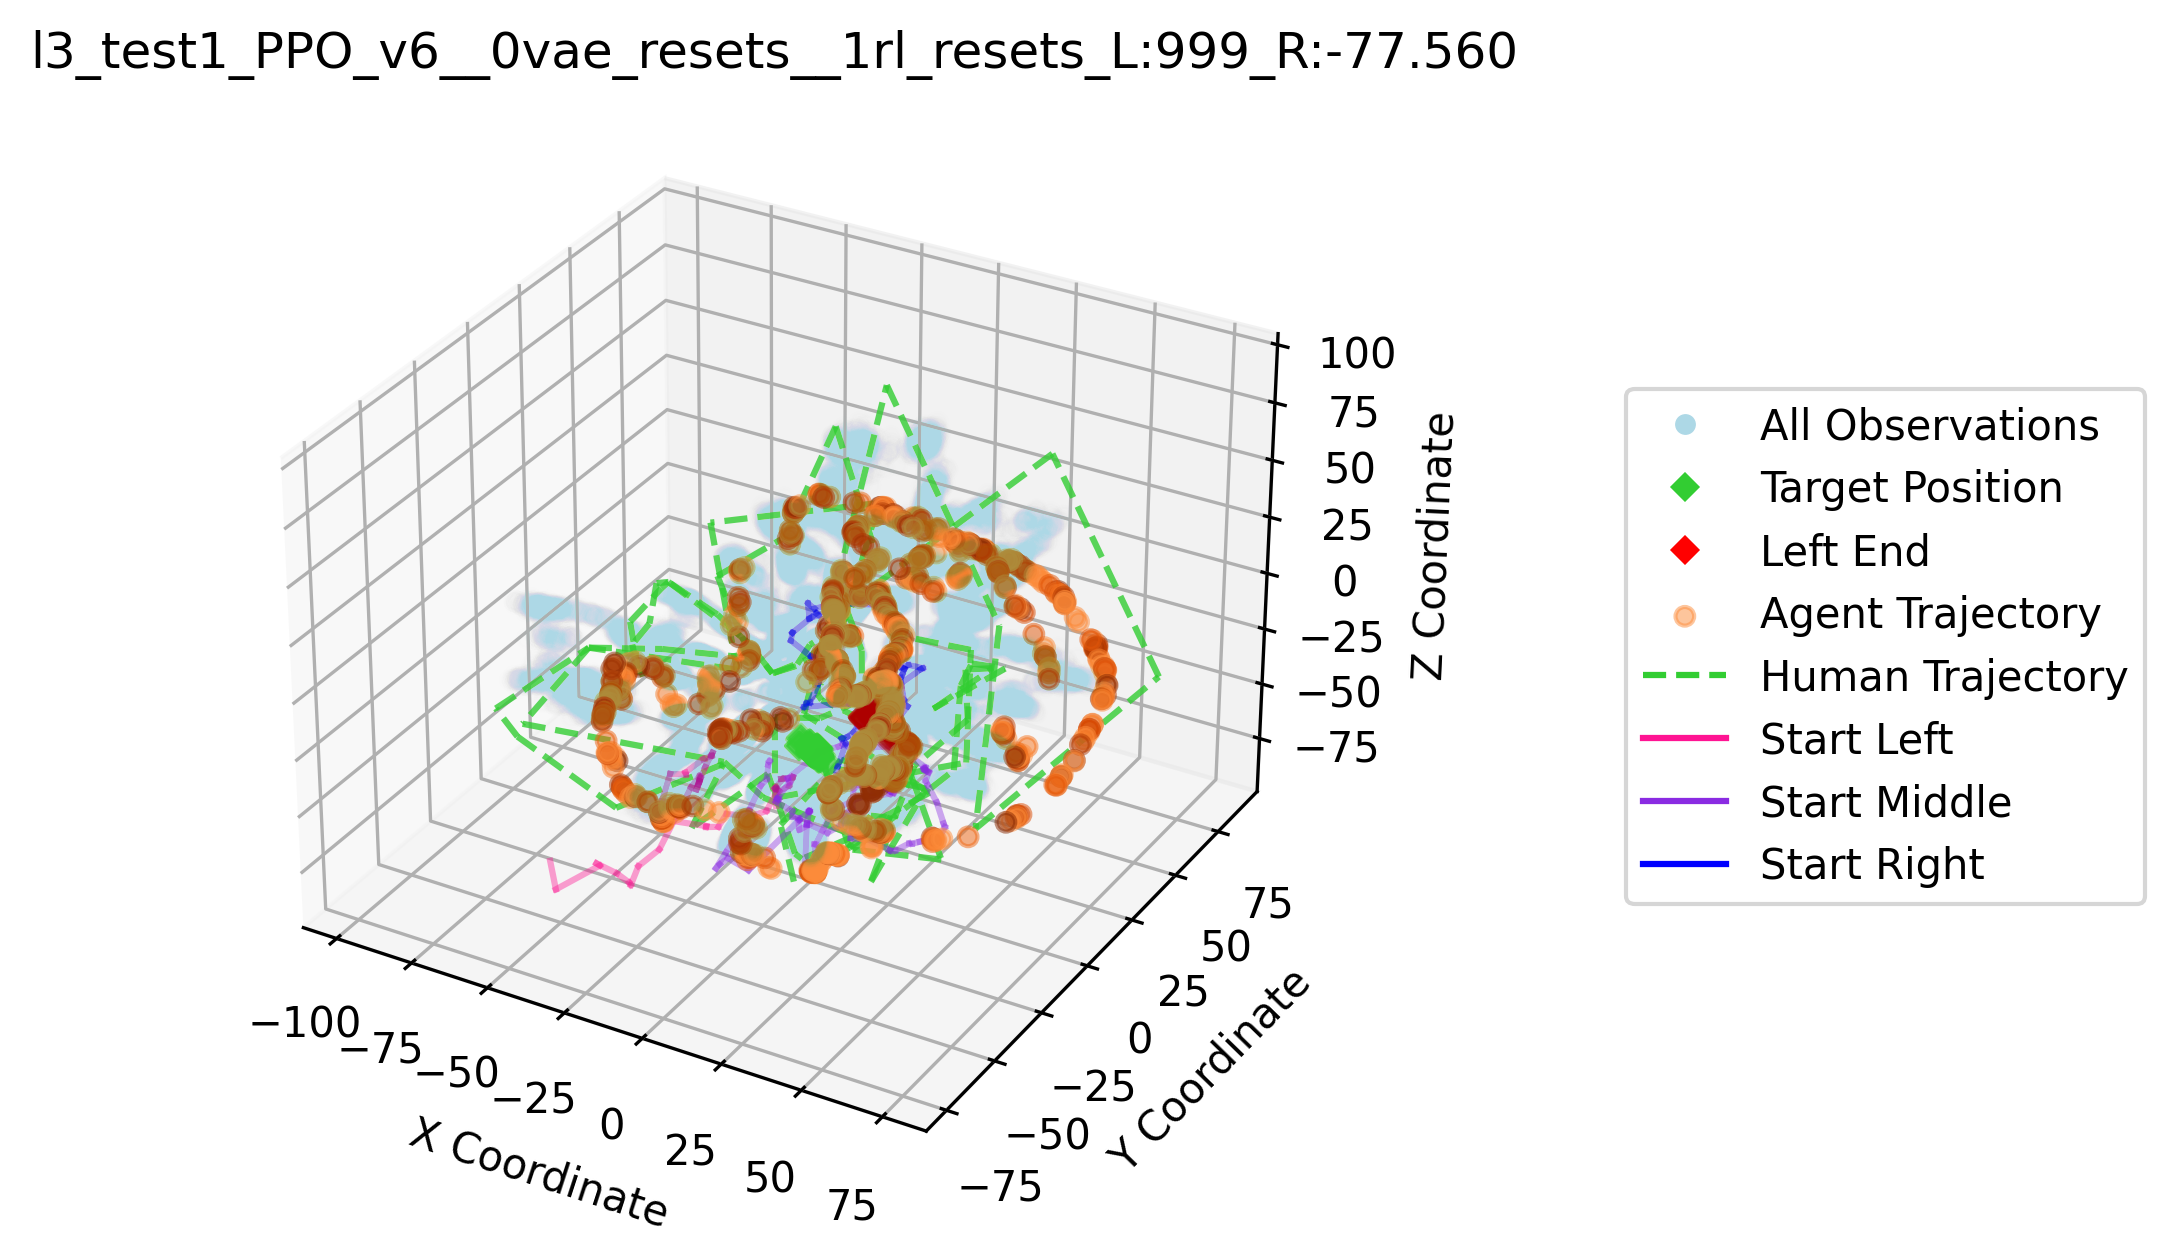 l3_test1_PPO_v6__0vae_resets__1rl_resets_L:999_R:-77.560
100
75
50
25
0
−25
−50
−75
Z Coordinate
−100
−75
−50
−25
0
25
50
75
X Coordinate
75
50
25
0
−25
−50
−75
Y Coordinate
All Observations
Target Position
Left End
Agent Trajectory
Human Trajectory
Start Left
Start Middle
Start Right